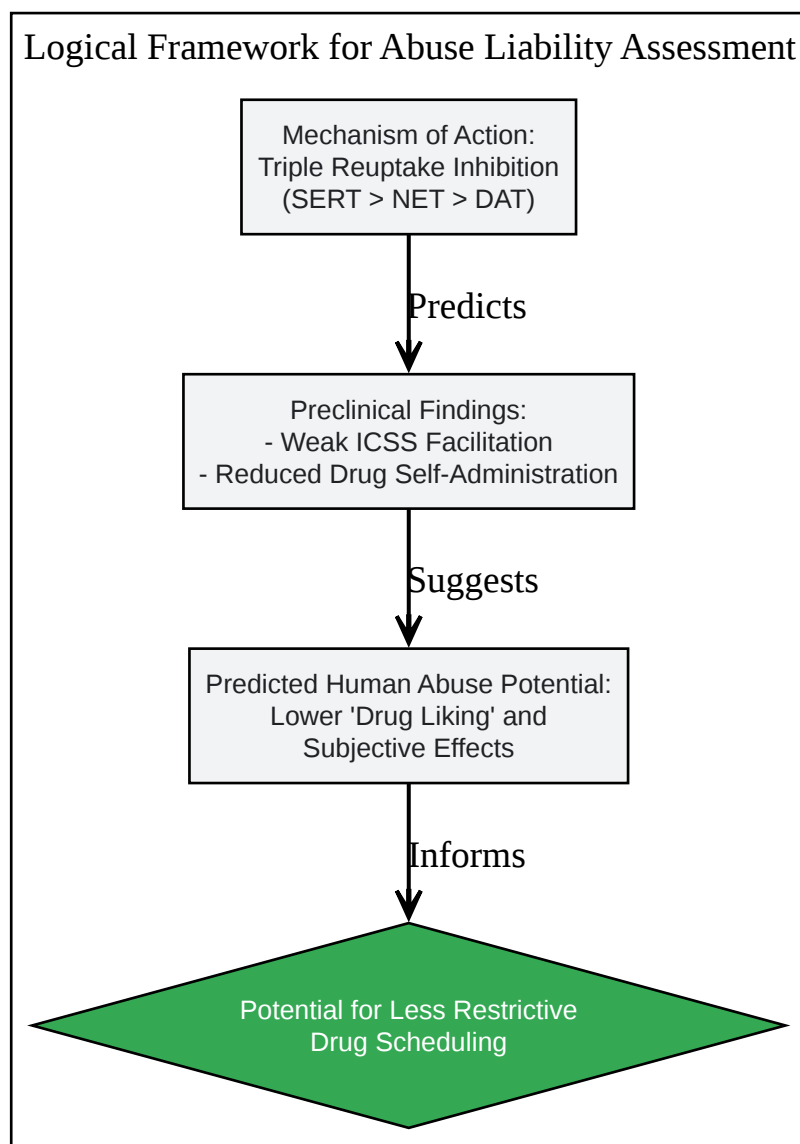 Logical Framework for Abuse Liability Assessment
Mechanism of Action:
Triple Reuptake Inhibition
(SERT > NET > DAT)
Predicts
Preclinical Findings:
- Weak ICSS Facilitation
- Reduced Drug Self-Administration
Suggests
Predicted Human Abuse Potential:
Lower 'Drug Liking' and
Subjective Effects
Informs
Potential for Less Restrictive
Drug Scheduling